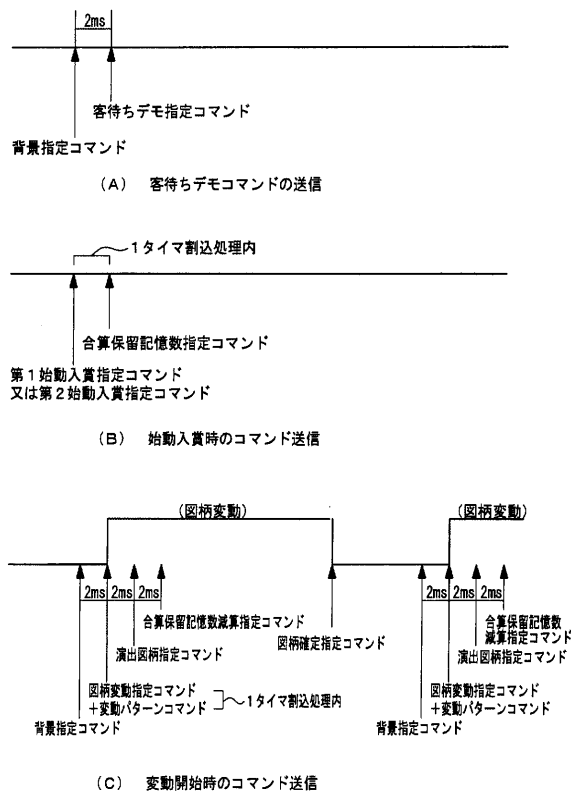 2ms
客待ちデモ指定コマンド
背景指定コマンド
（A） 客待ちデモコマンドの送信
1タイマ割込処理内
合算保留記憶数指定コマンド
第1始動入賞指定コマンド
又は第2始動入賞指定コマンド
（B） 始動入賞時のコマンド送信
（図柄変動）
（図柄変動）
2ms 2ms 2ms
2ms 2ms 2ms
合算保留記憶数減算指定コマンド
合算保留記憶数
減算指定コマンド
図柄確定指定コマンド
演出図柄指定コマンド
演出図柄指定コマンド
図柄変動指定コマンド
＋変動パターンコマンド
1タイマ割込処理内
図柄変動指定コマンド
＋変動パターンコマンド
背景指定コマンド
背景指定コマンド
（C） 変動開始時のコマンド送信